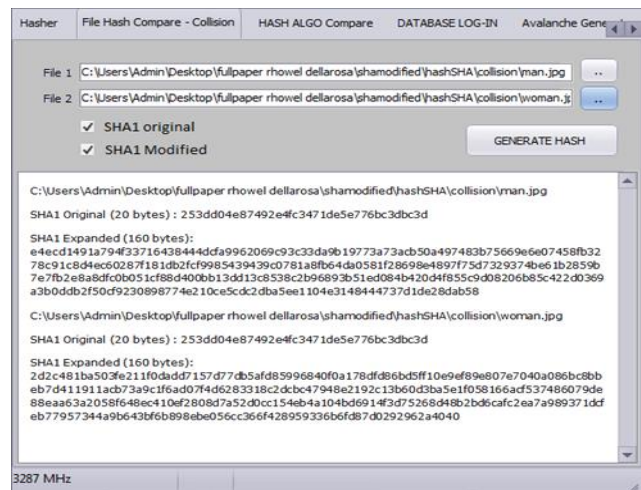 Hasher File Hash Compare - Collision HASH ALGO Compare DATABASE LOG-IN Avalanche Gene
File 1 C:\Users\Admin\Desktop\fullpaper rhowel dellarosa\shamodified\hashSHA\collision\man.jpg ..
File 2 C:\Users\Admin\Desktop\fullpaper rhowel dellarosa\shamodified\hashSHA\collision\woman.j ..
SHA1 original
SHA1 Modified
GENERATE HASH
C:\Users\Admin\Desktop\fullpaper rhowel dellarosa\shamodified\hashSHA\collision\man.jpg
SHA1 Original (20 bytes) : 253dd04e87492e4fc3471de5e776bc3dbc3d
SHA1 Expanded (160 bytes):
e4ecd1491a794f33716438444dcfa9962069c93c33da9b19773a73acb50a497483b75669e6e07458fb32
78c91c8d4ec60287f181db2fcf9985439439c0781a8fb64da0581f28698e4897f75d7329374be61b2859b
7e7fb2e8a8dfc0b051cf88d400bb13dd13c8538c2b96893b51ed084b420d4f855c9d08206b85c422d0369
a3b0ddb2f50cf9230898774e210ce5cdc2dba5ee1104e3148444737d1de28dab58
C:\Users\Admin\Desktop\fullpaper rhowel dellarosa\shamodified\hashSHA\collision\woman.jpg
SHA1 Original (20 bytes) : 253dd04e87492e4fc3471de5e776bc3dbc3d
SHA1 Expanded (160 bytes):
2d2c481ba503fe211f0dadd7157d77db5afd85996840f0a178dfd86bd5ff10e9ef89e807e7040a086bc8bb
eb7d411911acb73a9c1f6ad07f4d6283318c2dcbc47948e2192c13b60d3ba5e1f058166acf537486079de
88eaa63a2058f648ec410ef2808d7a52d0cc154eb4a104bd6914f3d75268d48b2bd6cafc2ea7a989371dcf
eb77957344a9b643bf6b898ebe056cc366f428959336b6fd87d0292962a4040
3287 MHz